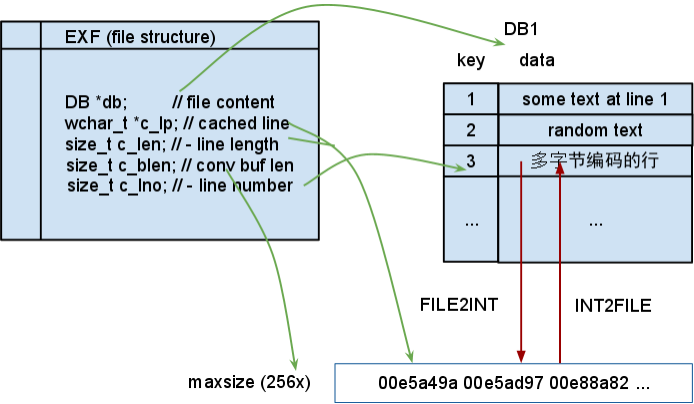 EXF (file structure)
DB *db; // file content
wchar_t *c_lp; // cached line
size_t c_len; // - line length
size_t c_blen; // conv buf len
size_t c_lno; // - line number
DB1
key data
1 some text at line 1
2 random text
3 多字节编码的行
... ...
FILE2INT INT2FILE
maxsize (256x) 00e5a49a 00e5ad97 00e88a82 ...